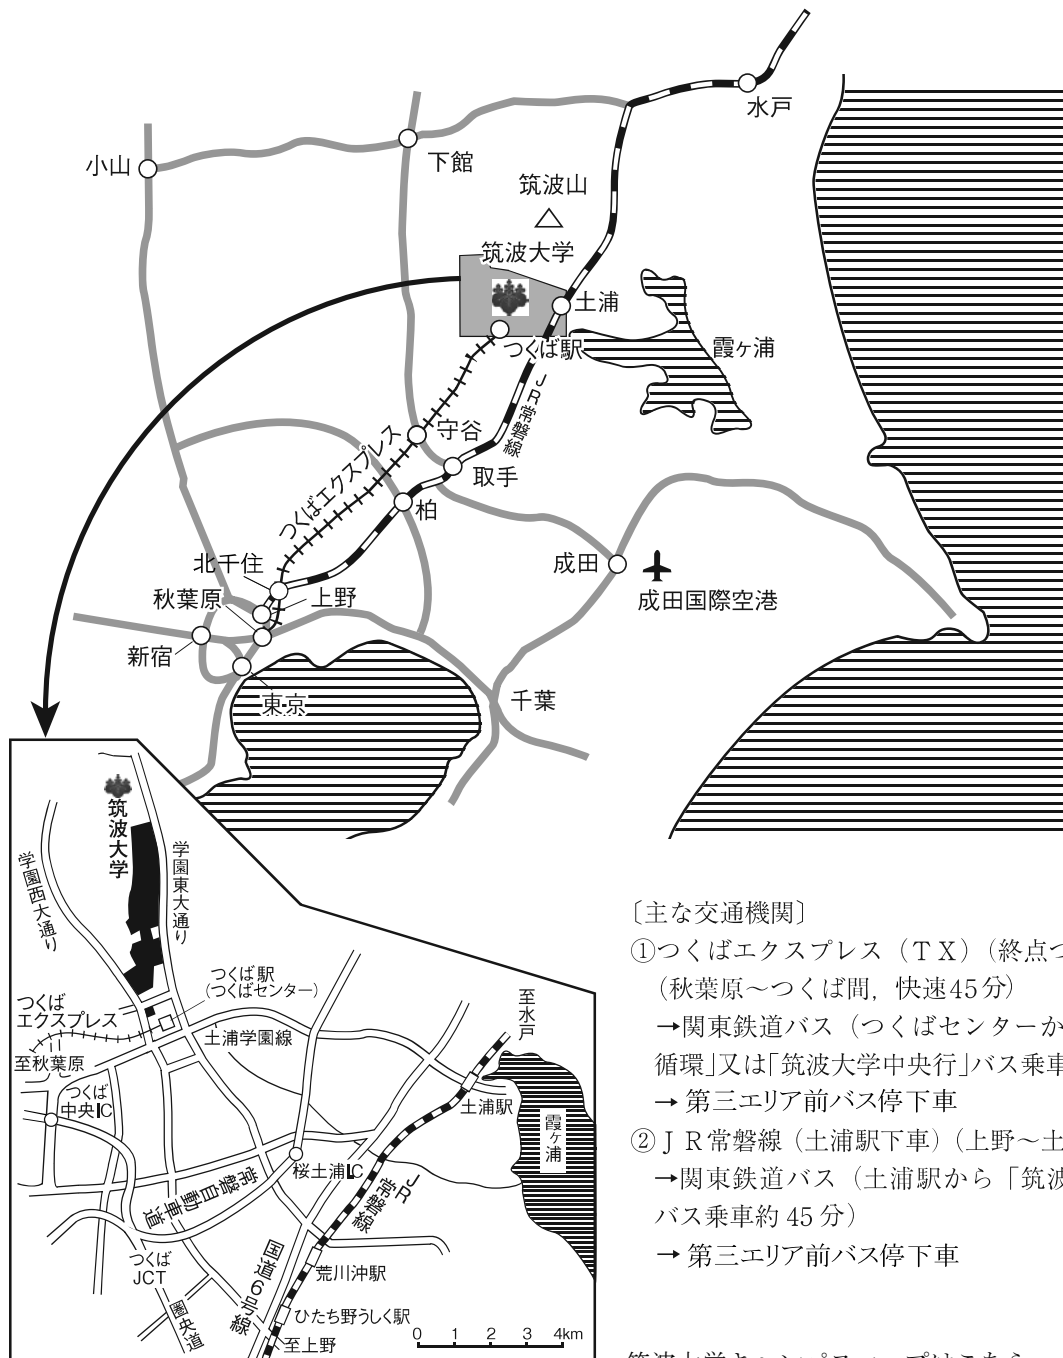 水戸
小山
下館
筑波山
筑波大学
土浦
つくば駅
霞ヶ浦
JR常磐線
守谷
取手
つくばエクスプレス
柏
北千住
秋葉原
上野
成田
成田国際空港
新宿
東京
千葉
筑波大学
学園西大通り
学園東大通り
つくば駅
(つくばセンター)
つくば
エクスプレス
至秋葉原
土浦学園線
至水戸
つくば
中央IC
土浦駅
霞ヶ浦
桜土浦IC
常磐自動車道
JR
常磐線
つくば
JCT
国道6号線
荒川沖駅
圏央道
ひたち野うしく駅
至上野
0 1 2 3 4km
〔主な交通機関〕
①つくばエクスプレス(TX)(終点つ
(秋葉原～つくば間,快速45分)
→関東鉄道バス(つくばセンターか
循環」又は「筑波大学中央行」バス乗車
→ 第三エリア前バス停下車
②JR常磐線(土浦駅下車)(上野～土
→関東鉄道バス(土浦駅から「筑波
バス乗車約45分)
→ 第三エリア前バス停下車